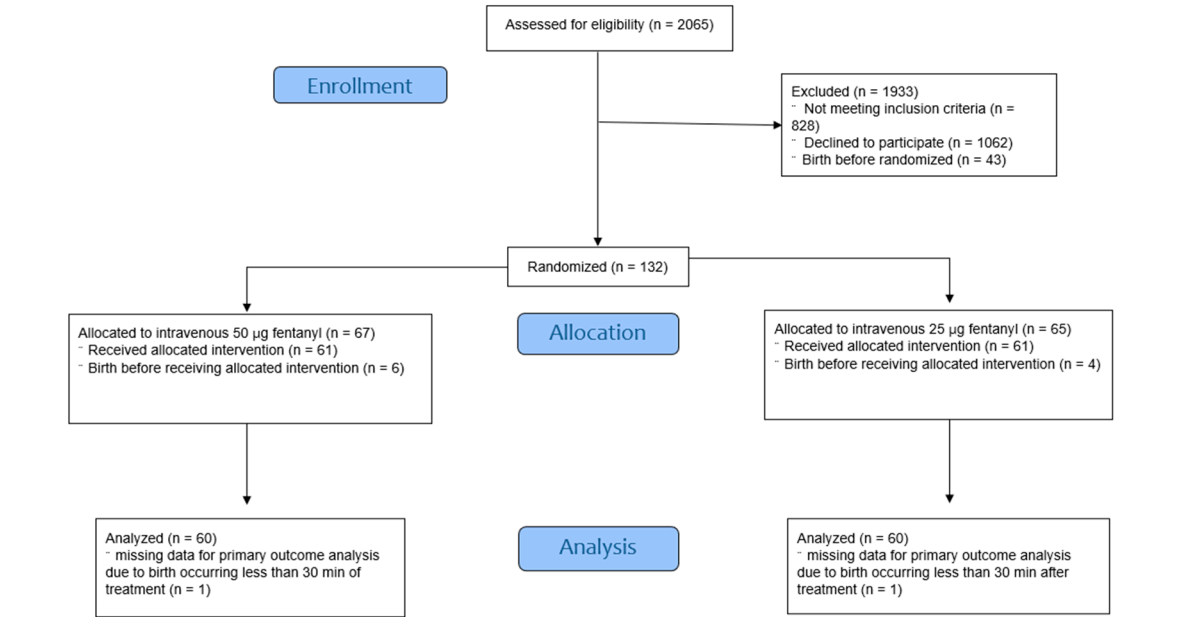 Assessed for eligibility (n = 2065)
Enrollment
Excluded (n = 1933)
¨ Not meeting inclusion criteria (n =
828)
¨ Declined to participate (n = 1062)
¨ Birth before randomized (n = 43)
Randomized (n = 132)
Allocated to intravenous 50 µg fentanyl (n = 67)
¨ Received allocated intervention (n = 61)
¨ Birth before receiving allocated intervention (n = 6)
Allocation
Allocated to intravenous 25 µg fentanyl (n = 65)
¨ Received allocated intervention (n = 61)
¨ Birth before receiving allocated intervention (n = 4)
Analyzed (n = 60)
¨ missing data for primary outcome analysis
due to birth occurring less than 30 min of
treatment (n = 1)
Analysis
Analyzed (n = 60)
¨ missing data for primary outcome analysis
due to birth occurring less than 30 min after
treatment (n = 1)